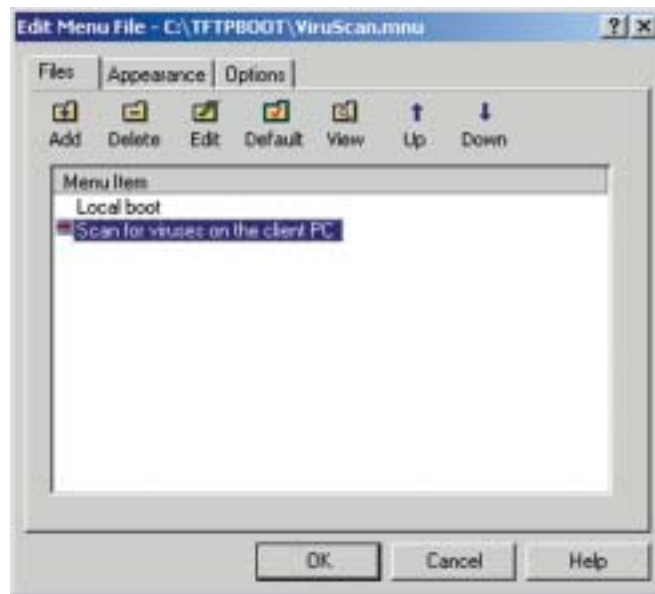 Edit Menu File - C:\TFTPBOOT\ViruScan.mnu
Files Appearance Options
Add Delete Edit Default View Up Down
Menu Item
Local boot
Scan for viruses on the client PC
OK Cancel Help